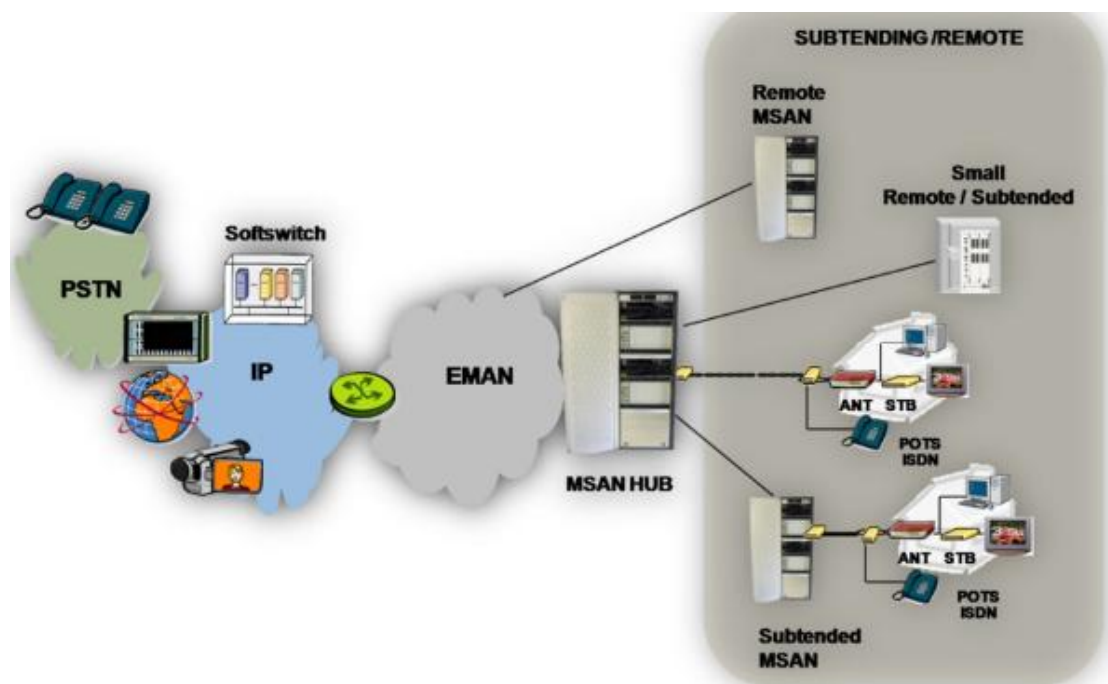 SUBTENDING /REMOTE
Remote
MSAN
Small
Remote / Subtended
Softswitch
PSTN
IP
EMAN
MSAN HUB
ANT STB
POTS
ISDN
ANT STB
POTS
ISDN
Subtended
MSAN